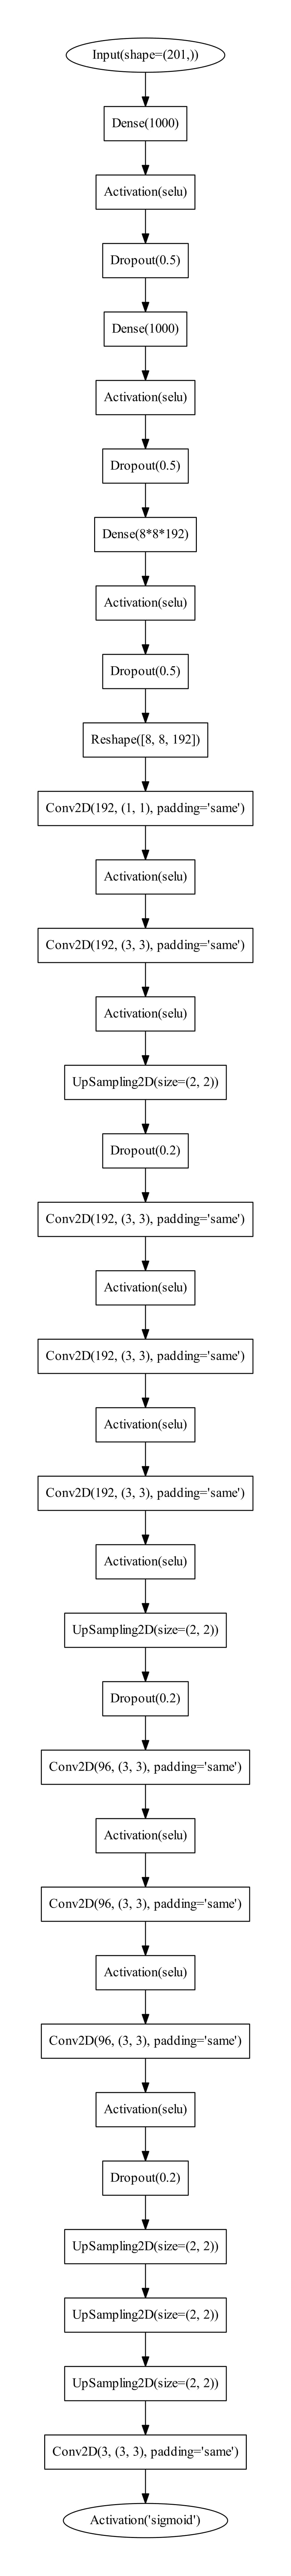 Input(shape=(201,))
Dense(1000)
Activation(selu)
Dropout(0.5)
Dense(1000)
Activation(selu)
Dropout(0.5)
Dense(8*8*192)
Activation(selu)
Dropout(0.5)
Reshape([8, 8, 192])
Conv2D(192, (1, 1), padding='same')
Activation(selu)
Conv2D(192, (3, 3), padding='same')
Activation(selu)
UpSampling2D(size=(2, 2))
Dropout(0.2)
Conv2D(192, (3, 3), padding='same')
Activation(selu)
Conv2D(192, (3, 3), padding='same')
Activation(selu)
Conv2D(192, (3, 3), padding='same')
Activation(selu)
UpSampling2D(size=(2, 2))
Dropout(0.2)
Conv2D(96, (3, 3), padding='same')
Activation(selu)
Conv2D(96, (3, 3), padding='same')
Activation(selu)
Conv2D(96, (3, 3), padding='same')
Activation(selu)
Dropout(0.2)
UpSampling2D(size=(2, 2))
UpSampling2D(size=(2, 2))
UpSampling2D(size=(2, 2))
Conv2D(3, (3, 3), padding='same')
Activation('sigmoid')